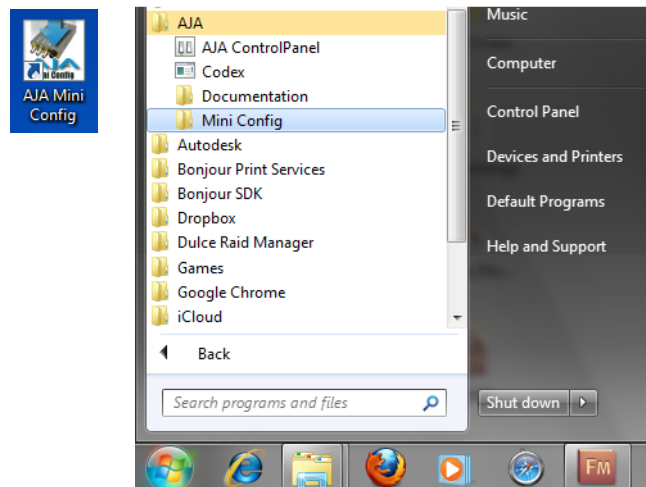 AJA Mini
Config
AJA
AJA ControlPanel
Codex
Documentation
Mini Config
Autodesk
Bonjour Print Services
Bonjour SDK
Dropbox
Dulce Raid Manager
Games
Google Chrome
iCloud
Back
Search programs and files
Music
Computer
Control Panel
Devices and Printers
Default Programs
Help and Support
Shut down
FM